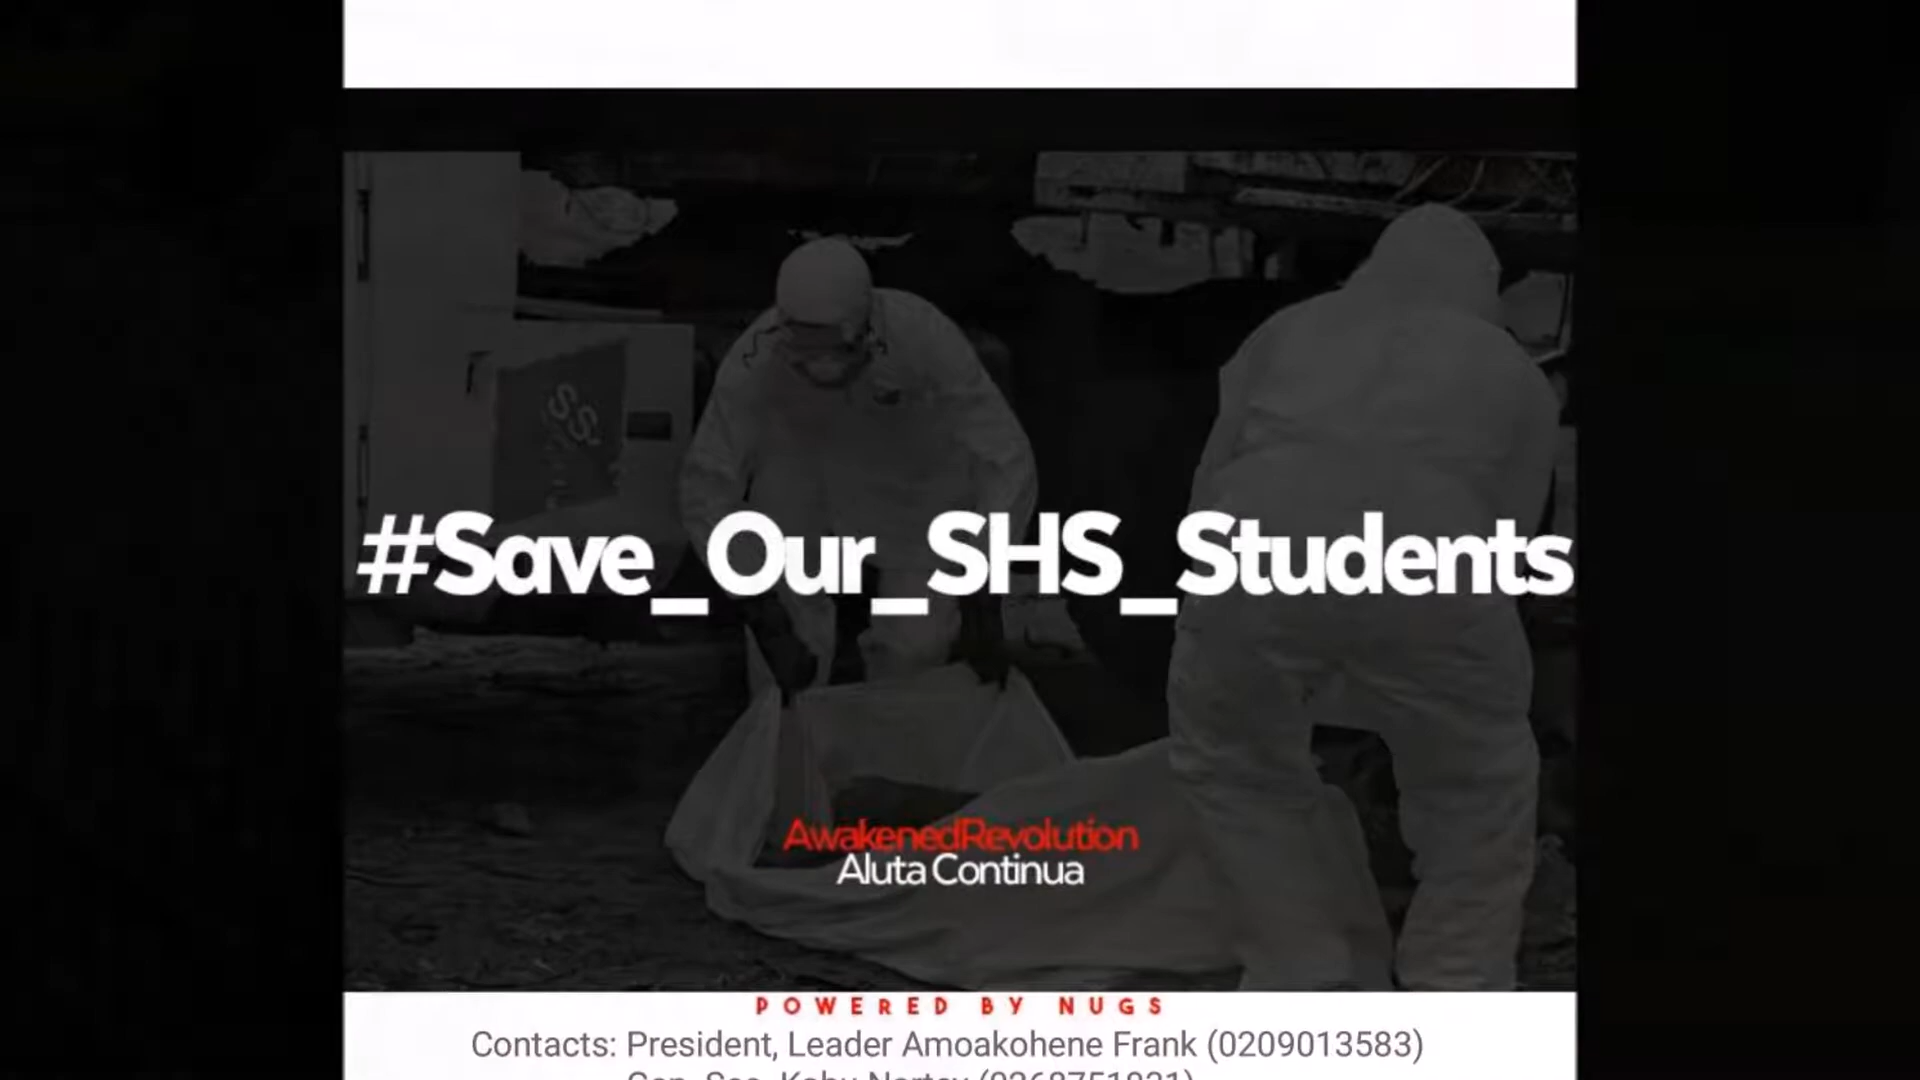 #Save_Our_SHS_Students
AwakenedRevolution
Aluta Continua
POWERED BY NUGS
Contacts: President, Leader Amoakohene Frank (0209013583)